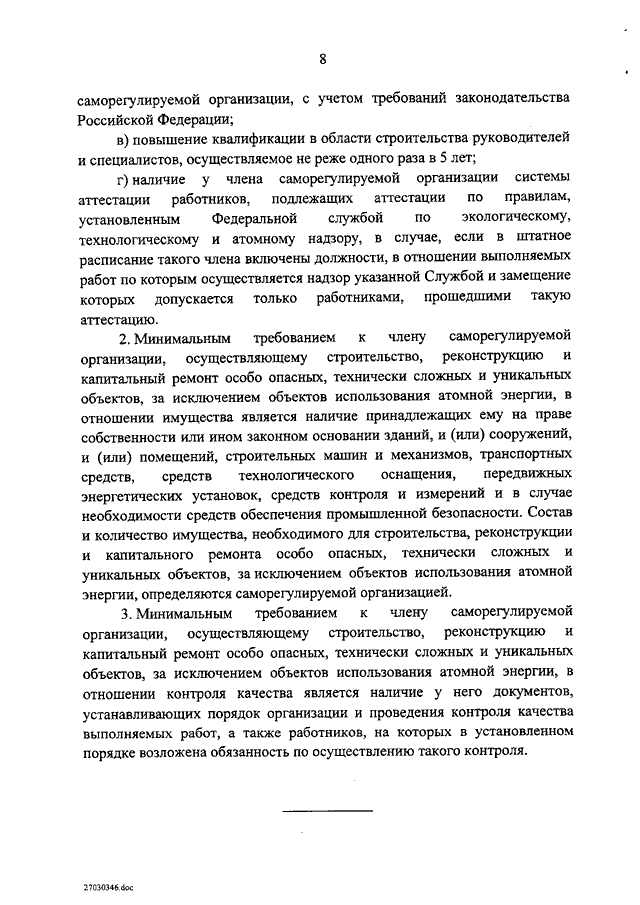 8
саморегулируемой организации, с учетом требований законодательства
Российской Федерации;
в) повышение квалификации в области строительства руководителей
и специалистов, осуществляемое не реже одного раза в 5 лет;
г) наличие у члена саморегулируемой организации системы
аттестации работников, подлежащих аттестации по правилам,
установленным Федеральной службой по экологическому,
технологическому и атомному надзору, в случае, если в штатное
расписание такого члена включены должности, в отношении выполняемых
работ по которым осуществляется надзор указанной Службой и замещение
которых допускается только работниками, прошедшими такую
аттестацию.
2. Минимальным требованием к члену саморегулируемой
организации, осуществляющему строительство, реконструкцию и
капитальный ремонт особо опасных, технически сложных и уникальных
объектов, за исключением объектов использования атомной энергии, в
отношении имущества является наличие принадлежащих ему на праве
собственности или ином законном основании зданий, и (или) сооружений,
и (или) помещений, строительных машин и механизмов, транспортных
средств, средств технологического оснащения, передвижных
энергетических установок, средств контроля и измерений и в случае
необходимости средств обеспечения промышленной безопасности. Состав
и количество имущества, необходимого для строительства, реконструкции
и капитального ремонта особо опасных, технически сложных и
уникальных объектов, за исключением объектов использования атомной
энергии, определяются саморегулируемой организацией.
3. Минимальным требованием к члену саморегулируемой
организации, осуществляющему строительство, реконструкцию и
капитальный ремонт особо опасных, технически сложных и уникальных
объектов, за исключением объектов использования атомной энергии, в
отношении контроля качества является наличие у него документов,
устанавливающих порядок организации и проведения контроля качества
выполняемых работ, а также работников, на которых в установленном
порядке возложена обязанность по осуществлению такого контроля.
27030346.doc